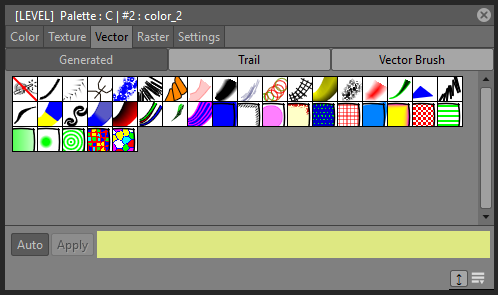 [LEVEL] Palette : C | #2 : color_2
Color Texture Vector Raster Settings
Generated Trail Vector Brush
Auto Apply